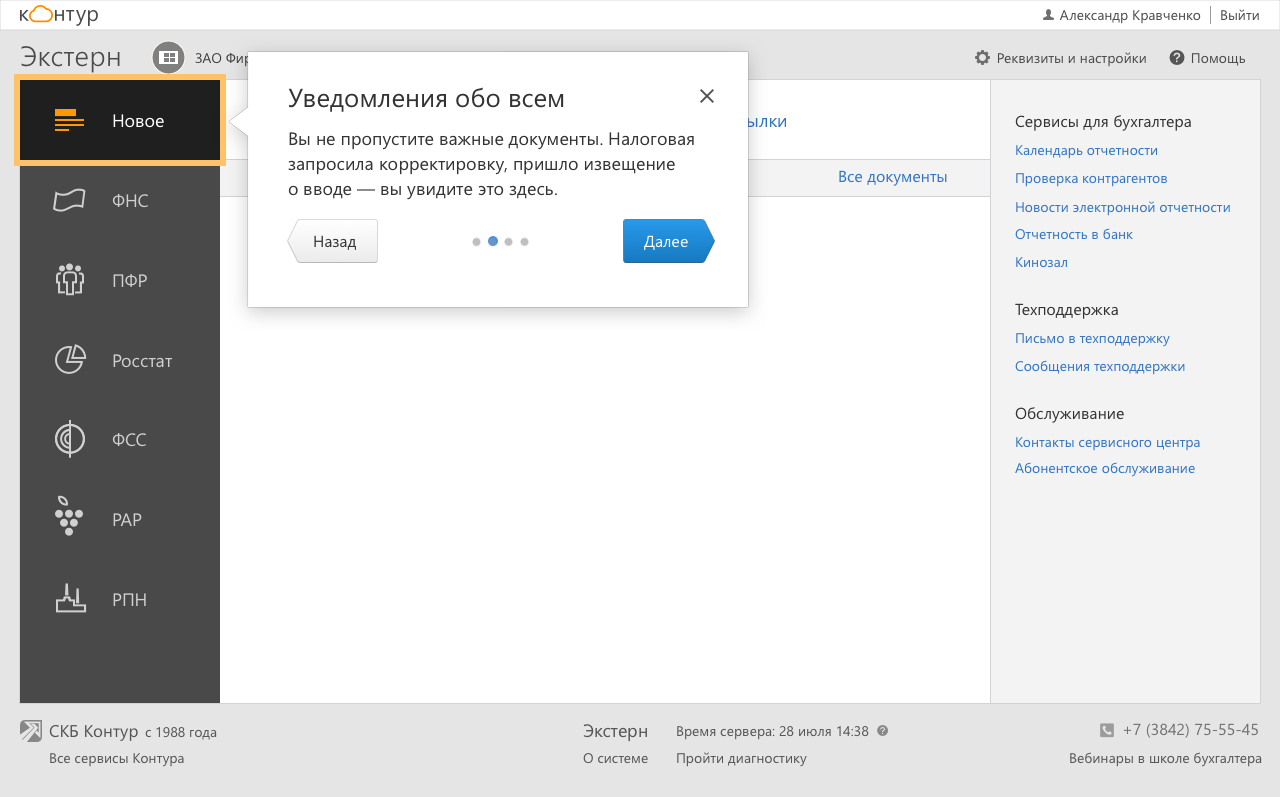 контур
Александр Кравченко
Выйти
Экстерн
ЗАО
Реквизиты и настройки
Помощь
Новое
ФНС
ПФР
Росстат
ФСС
РАР
РПН
Уведомления обо всем
Вы не пропустите важные документы. Налоговая
запросила корректировку, пришло извещение
о вводе — вы увидите это здесь.
Назад
Далее
Все документы
Сервисы для бухгалтера
Календарь отчетности
Проверка контрагентов
Новости электронной отчетности
Отчетность в банк
Кинозал
Техподдержка
Письмо в техподдержку
Сообщения техподдержки
Обслуживание
Контакты сервисного центра
Абонентское обслуживание
СКБ Контур с 1988 года
Все сервисы Контура
Экстерн
О системе
Время сервера: 28 июля 14:38
Пройти диагностику
+7 (3842) 75-55-45
Вебинары в школе бухгалтера